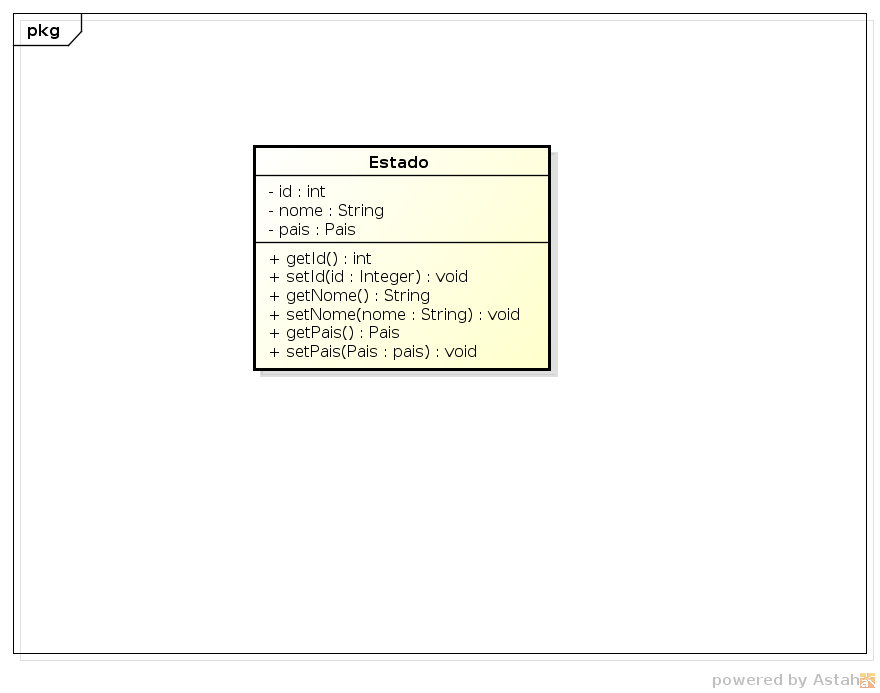 pkg
Estado
- id : int
- nome : String
- pais : Pais
+ getId() : int
+ setId(id : Integer) : void
+ getNome() : String
+ setNome(nome : String) : void
+ getPais() : Pais
+ setPais(Pais : pais) : void
powered by Astah